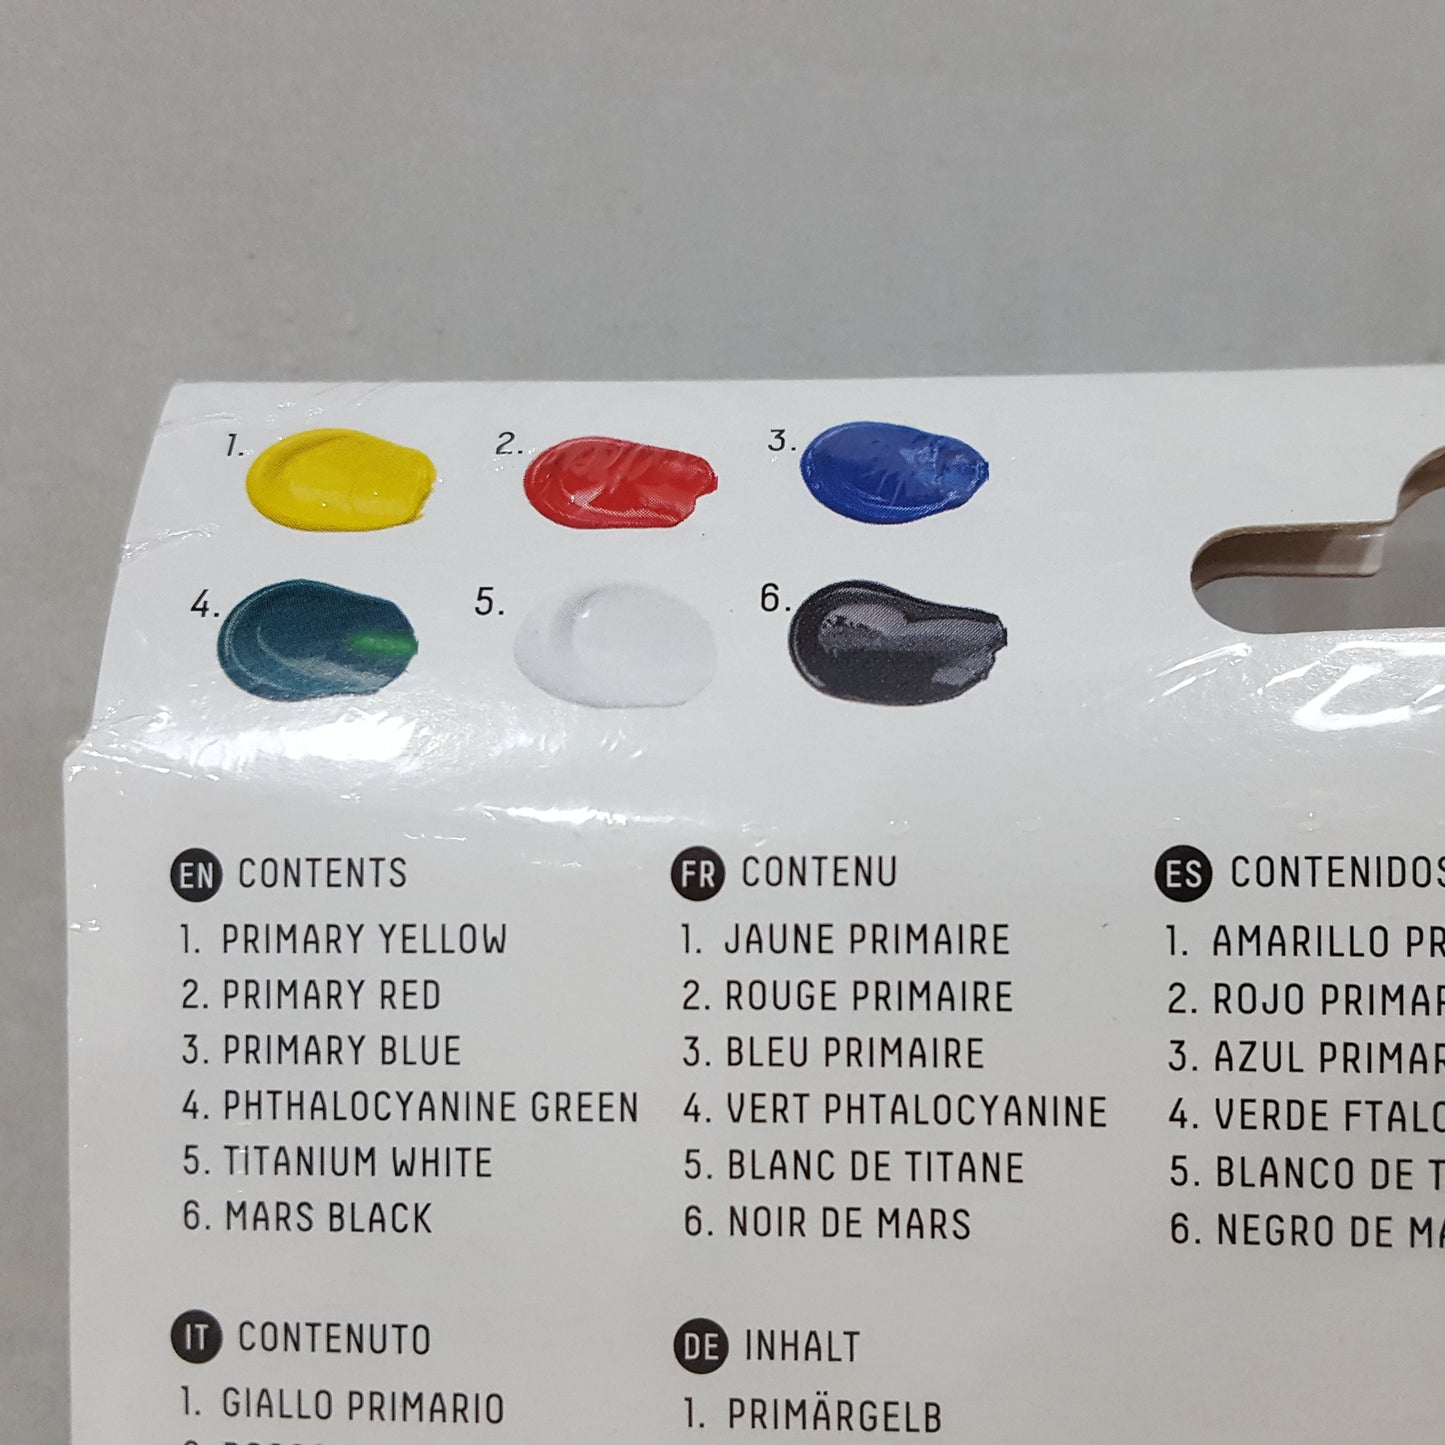 1. 2. 3.
4. 5. 6.
EN CONTENTS
1. PRIMARY YELLOW
2. PRIMARY RED
3. PRIMARY BLUE
4. PHTHALOCYANINE GREEN
5. TITANIUM WHITE
6. MARS BLACK
FR CONTENU
1. JAUNE PRIMAIRE
2. ROUGE PRIMAIRE
3. BLEU PRIMAIRE
4. VERT PHTALOCYANINE
5. BLANC DE TITANE
6. NOIR DE MARS
ES CONTENIDOS
1. AMARILLO
2. ROJO
3. AZUL
4. VERDE
5. BLANCO DE
6. NEGRO DE
IT CONTENUTO
1. GIALLO PRIMARIO
DE INHALT
1. PRIMÄRGELB